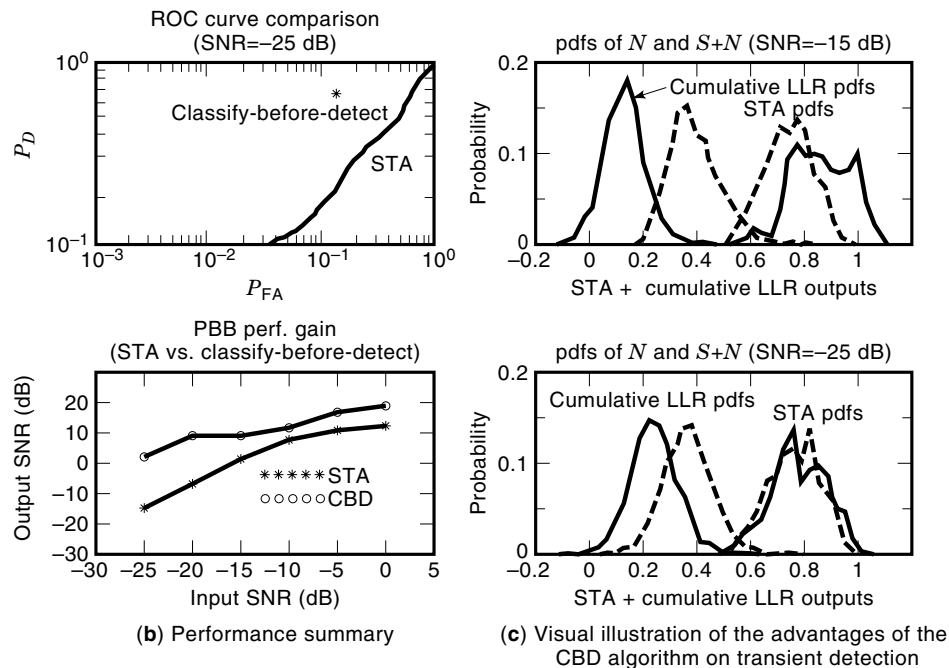 ROC curve comparison
(SNR=–25 dB)
10⁰
Classify-before-detect
STA
P_D
10⁻¹
10⁻³ 10⁻² 10⁻¹ 10⁰
P_FA
PBB perf. gain
(STA vs. classify-before-detect)
20
10
0
–10
–20
–30
Output SNR (dB)
STA
CBD
–30 –25 –20 –15 –10 –5 0 5
Input SNR (dB)
(b) Performance summary
pdfs of N and S+N (SNR=–15 dB)
0.2
0.1
0
Probability
Cumulative LLR pdfs
STA pdfs
–0.2 0 0.2 0.4 0.6 0.8 1
STA + cumulative LLR outputs
pdfs of N and S+N (SNR=–25 dB)
0.2
0.1
0
Probability
Cumulative LLR pdfs
STA pdfs
–0.2 0 0.2 0.4 0.6 0.8 1
STA + cumulative LLR outputs
(c) Visual illustration of the advantages of the
CBD algorithm on transient detection